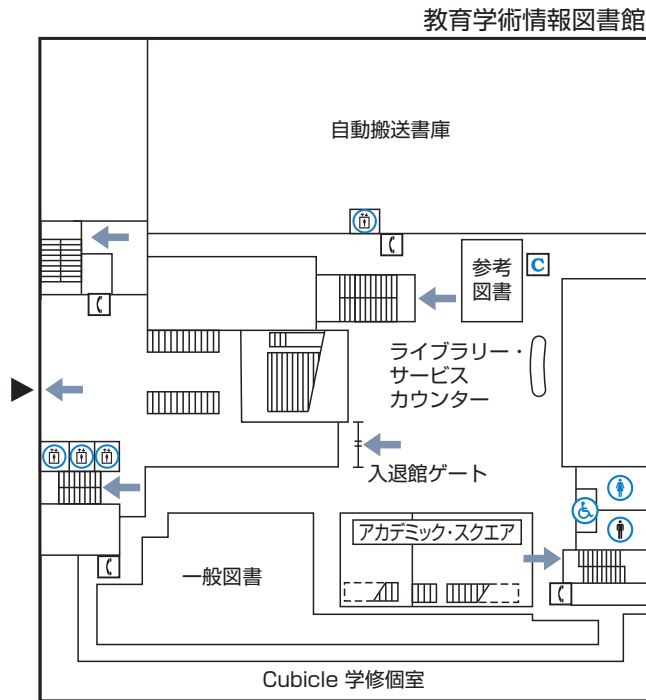 教育学術情報図書館
自動搬送書庫
参考
図書
C
ライブラリー・
サービス
カウンター
入退館ゲート
アカデミック・スクエア
一般図書
Cubicle 学修個室